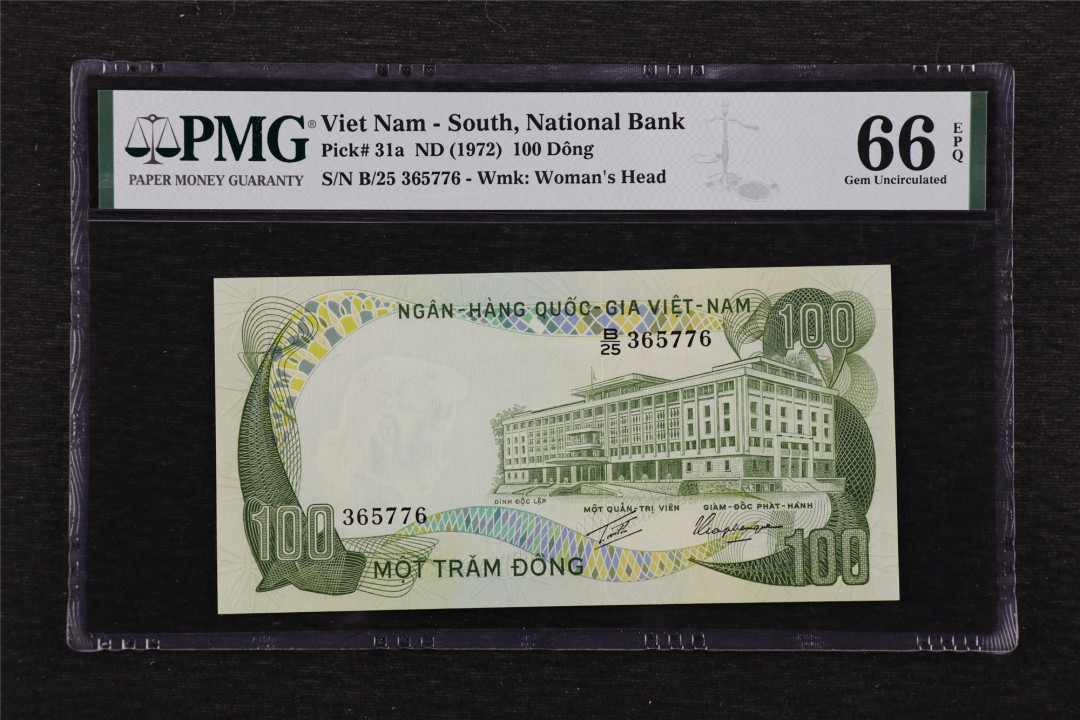 PMG®
PAPER MONEY GUARANTY
Viet Nam - South, National Bank
Pick# 31a ND (1972) 100 Dông
S/N B/25 365776 - Wmk: Woman's Head
66
EPQ
Gem Uncirculated
NGÂN-HÀNG QUỐC-GIA VIỆT-NAM
100
B/25 365776
DINH ĐỘC LẬP
MỘT QUẢN-TRỊ VIÊN
GIÁM-ĐỐC PHÁT-HÀNH
100
365776
100
MỘT TRĂM ĐỒNG